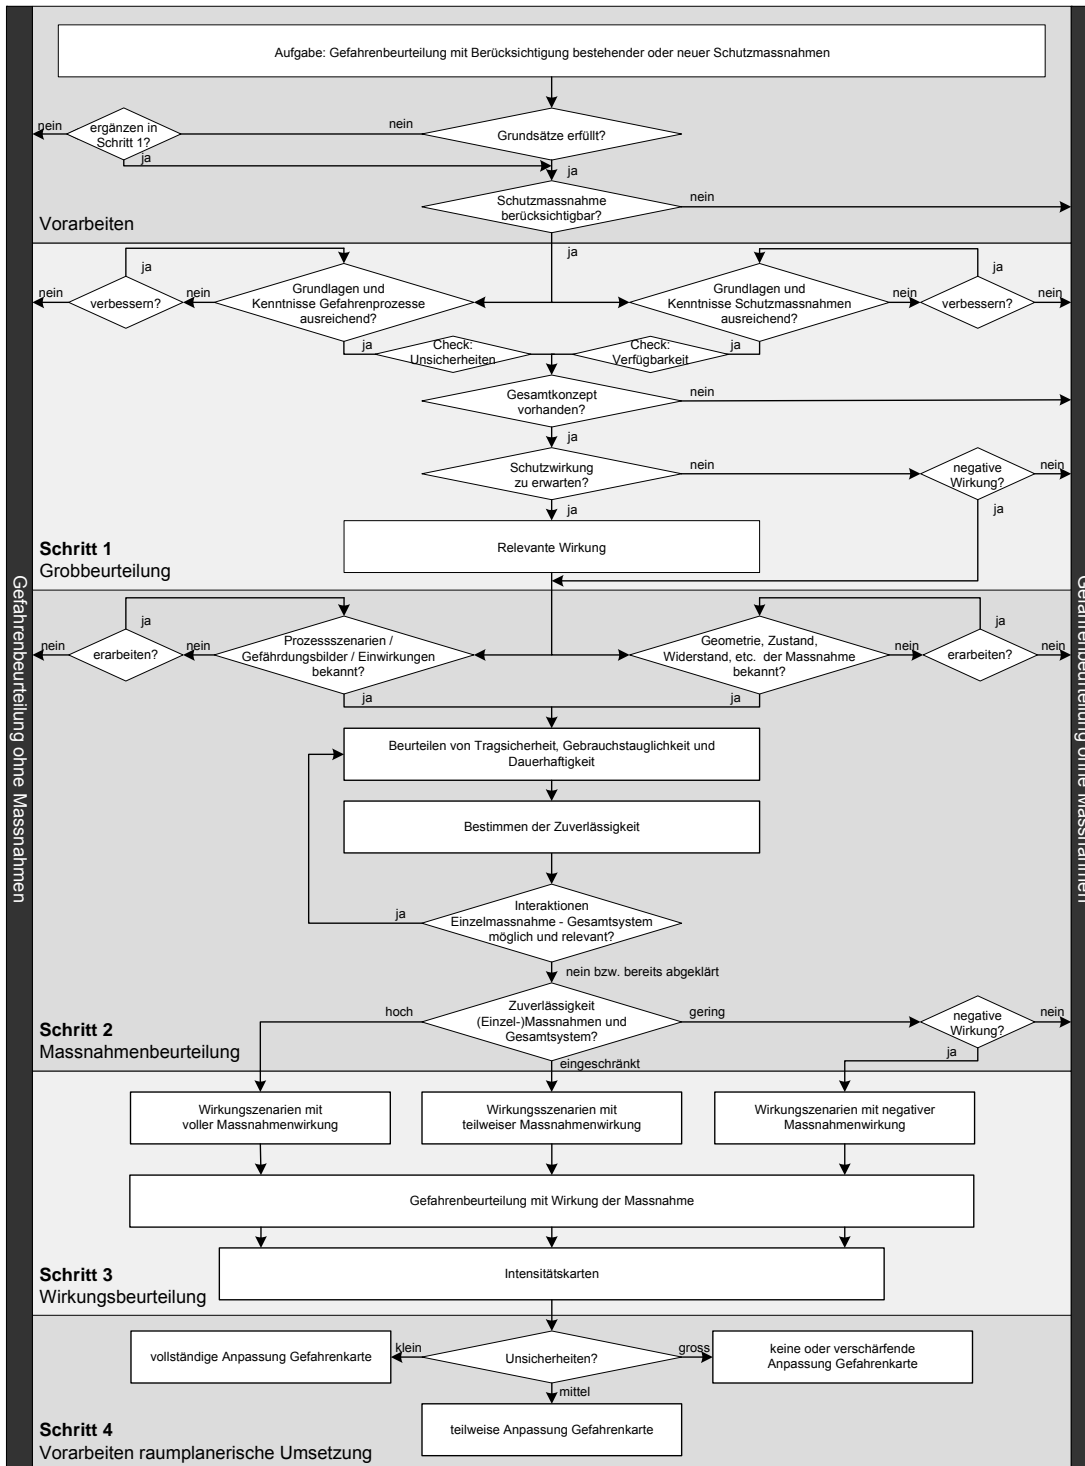 Aufgabe: Gefahrenbeurteilung mit Berücksichtigung bestehender oder neuer Schutzmassnahmen
nein
ergänzen in
Schritt 1?
nein
Grundsätze erfüllt?
ja
ja
Schutzmassnahme
berücksichtigbar?
nein
Vorarbeiten
ja
ja
ja
nein
verbessern?
nein
Grundlagen und
Kenntnisse Gefahrenprozesse
ausreichend?
Grundlagen und
Kenntnisse Schutzmassnahmen
ausreichend?
nein
verbessern?
nein
ja
Check:
Unsicherheiten
Check:
Verfügbarkeit
ja
Gesamtkonzept
vorhanden?
nein
ja
Schutzwirkung
zu erwarten?
nein
negative
Wirkung?
nein
ja
ja
Relevante Wirkung
Schritt 1
Grobbeurteilung
Gefahrenbeurteilung ohne Massnahmen
Gefahrenbeurteilung ohne Massnahmen
ja
ja
nein
erarbeiten?
nein
Prozessszenarien /
Gefährdungsbilder / Einwirkungen
bekannt?
Geometrie, Zustand,
Widerstand, etc. der Massnahme
bekannt?
nein
erarbeiten?
nein
ja
ja
Beurteilen von Tragsicherheit, Gebrauchstauglichkeit und
Dauerhaftigkeit
Bestimmen der Zuverlässigkeit
ja
Interaktionen
Einzelmassnahme - Gesamtsystem
möglich und relevant?
nein bzw. bereits abgeklärt
hoch
Zuverlässigkeit
(Einzel-)Massnahmen und
Gesamtsystem?
gering
negative
Wirkung?
nein
ja
eingeschränkt
Schritt 2
Massnahmenbeurteilung
Wirkungszenarien mit
voller Massnahmenwirkung
Wirkungsszenarien mit
teilweiser Massnahmenwirkung
Wirkungszenarien mit negativer
Massnahmenwirkung
Gefahrenbeurteilung mit Wirkung der Massnahme
Intensitätskarten
Schritt 3
Wirkungsbeurteilung
vollständige Anpassung Gefahrenkarte
klein
Unsicherheiten?
gross
keine oder verschärfende
Anpassung Gefahrenkarte
mittel
teilweise Anpassung Gefahrenkarte
Schritt 4
Vorarbeiten raumplanerische Umsetzung